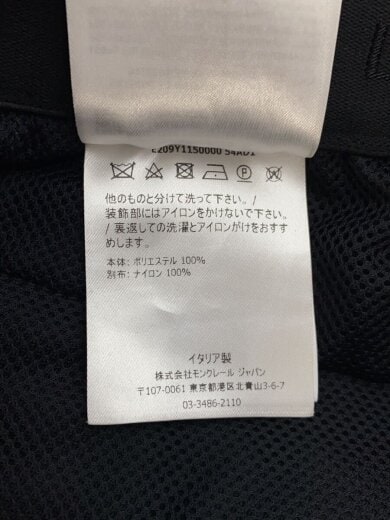 E209Y1150000 54AD1
P
他のものと分けて洗って下さい。/
装飾部にはアイロンをかけないで下さい。
/ 裏返しての洗濯とアイロンがけをおすす
めします。
本体: ポリエステル 100%
別布: ナイロン 100%
イタリア製
株式会社モンクレール ジャパン
〒107-0061 東京都港区北青山3-6-7
03-3486-2110